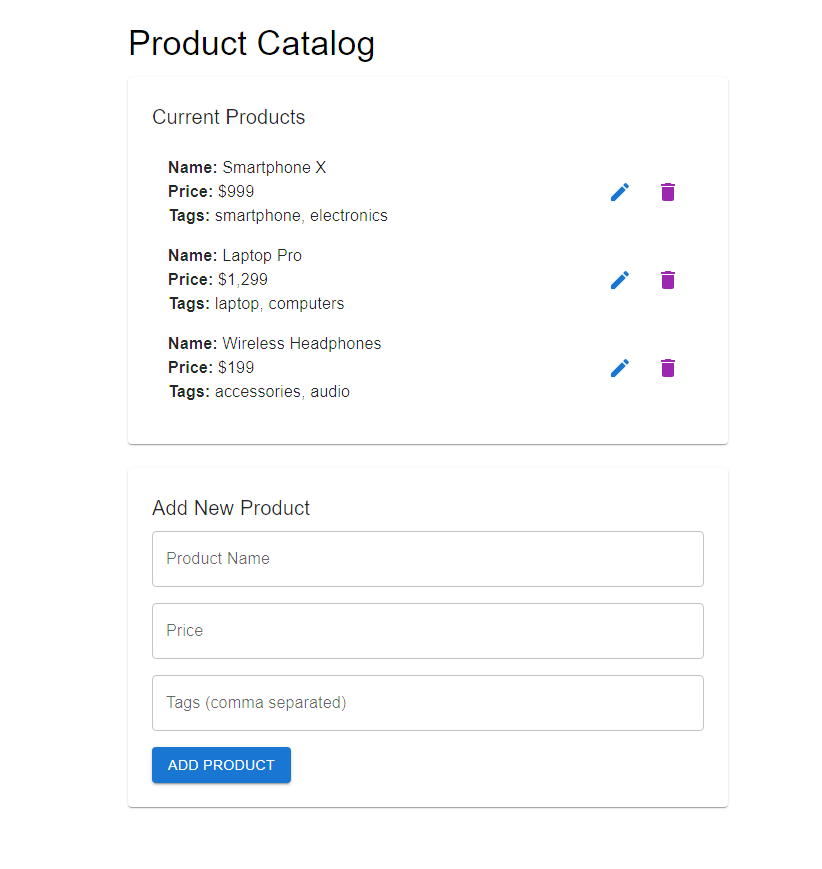 Product Catalog
Current Products
Name: Smartphone X
Price: $999
Tags: smartphone, electronics
Name: Laptop Pro
Price: $1,299
Tags: laptop, computers
Name: Wireless Headphones
Price: $199
Tags: accessories, audio
Add New Product
Product Name
Price
Tags (comma separated)
ADD PRODUCT